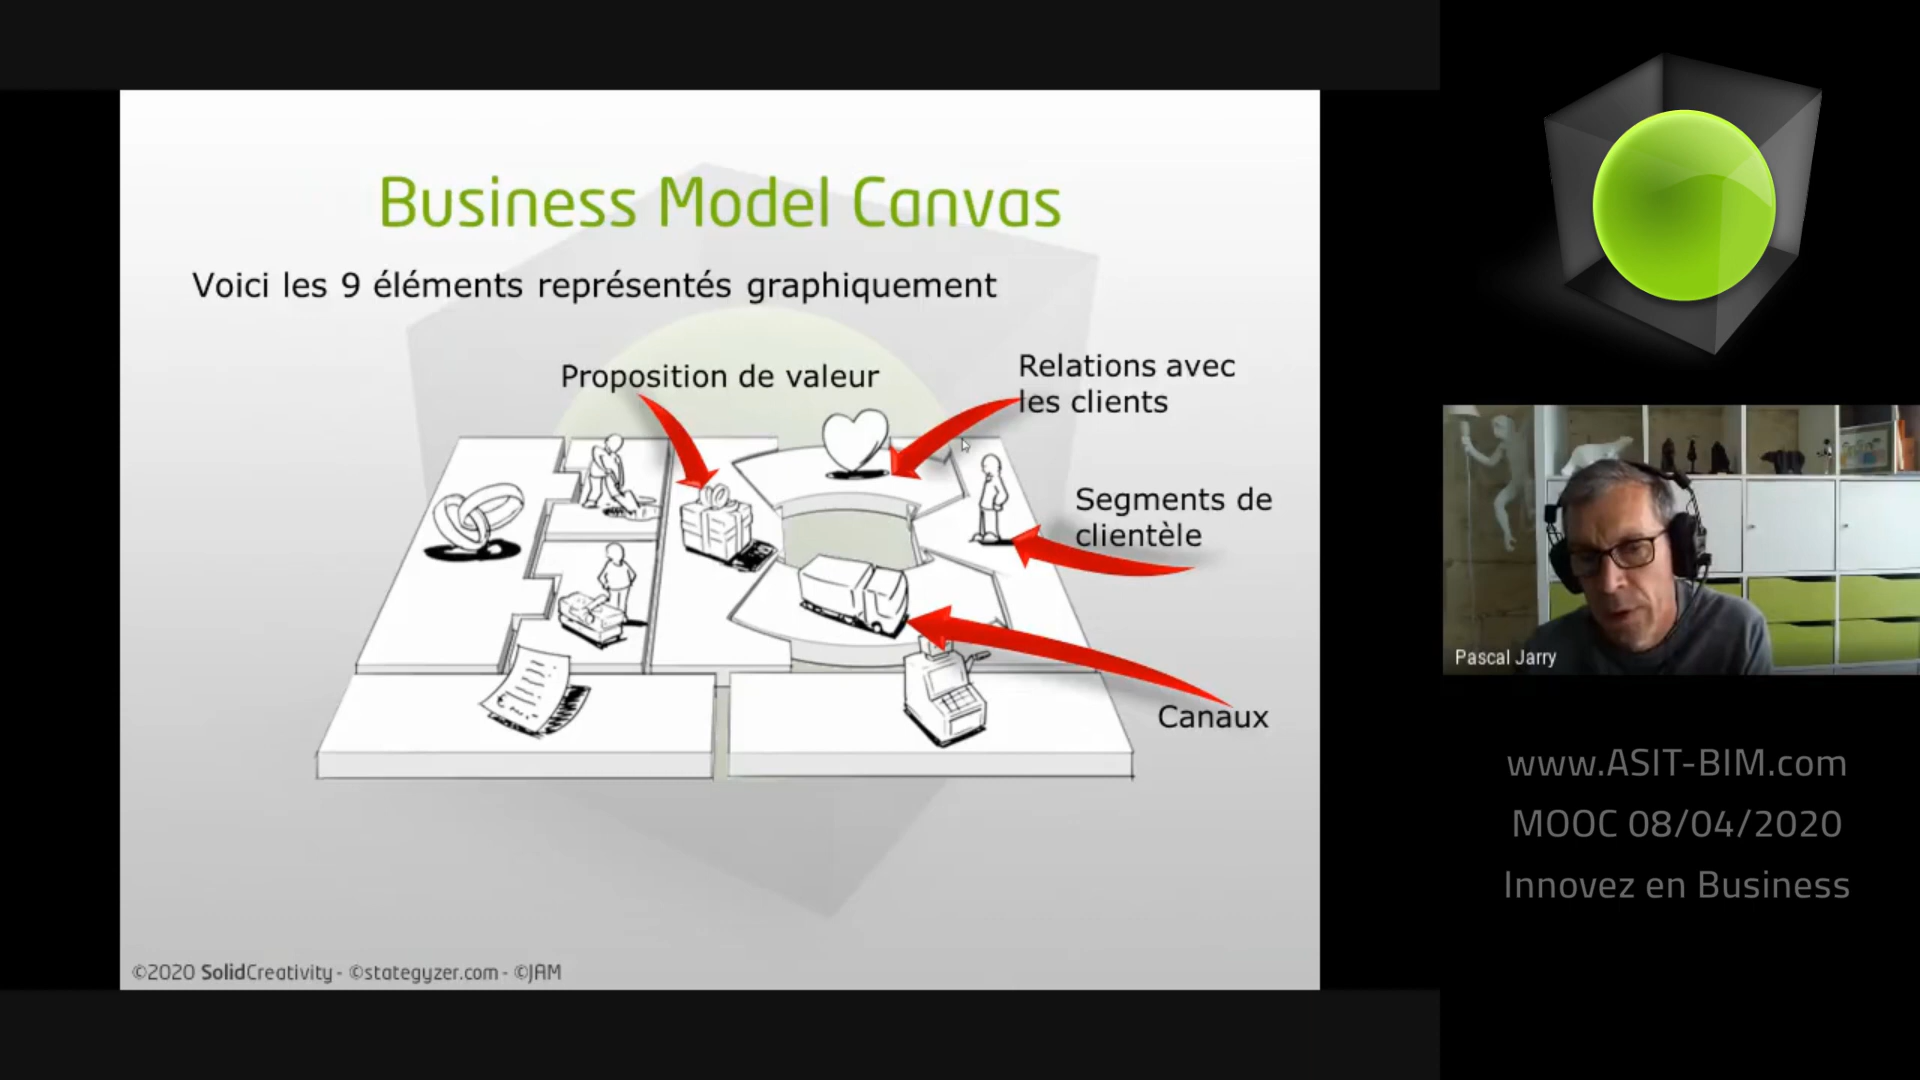 Business Model Canvas
Voici les 9 éléments représentés graphiquement
Proposition de valeur
Relations avec
les clients
Segments de
clientèle
Canaux
©2020 SolidCreativity - ©stategyzer.com - ©JAM
Pascal Jarry
www.ASIT-BIM.com
MOOC 08/04/2020
Innovez en Business